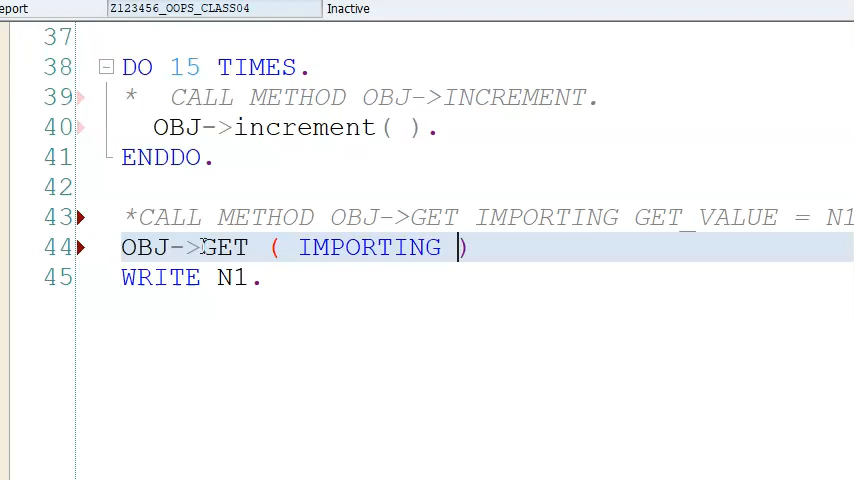 eport Z123456_OOPS_CLASS04 Inactive
37
38 DO 15 TIMES.
39 * CALL METHOD OBJ->INCREMENT.
40 OBJ->increment( ).
41 ENDDO.
42
43 *CALL METHOD OBJ->GET IMPORTING GET_VALUE = N1
44 OBJ->GET ( IMPORTING )
45 WRITE N1.